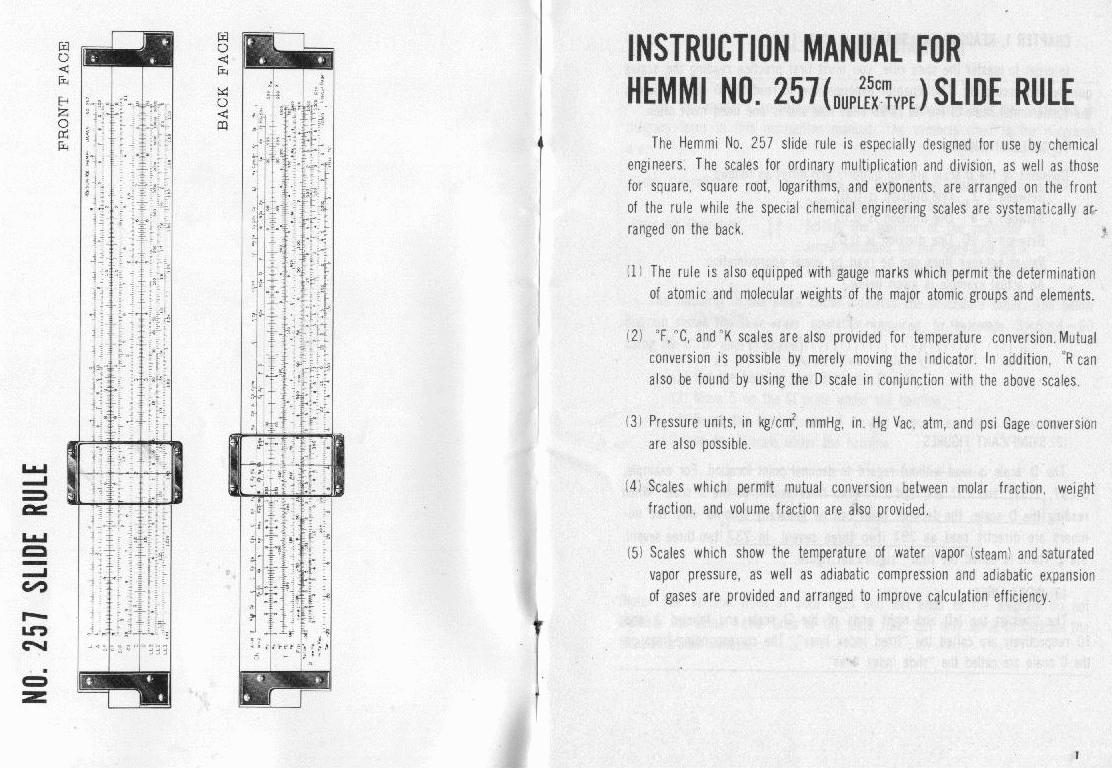 FRONT FACE
BACK FACE
NO. 257 SLIDE RULE
INSTRUCTION MANUAL FOR
HEMMI NO. 257 ( 25cm DUPLEX·TYPE ) SLIDE RULE
The Hemmi No. 257 slide rule is especially designed for use by chemical
engineers. The scales for ordinary multiplication and division, as well as those
for square, square root, logarithms, and exponents, are arranged on the front
of the rule while the special chemical engineering scales are systematically ar-
ranged on the back.
(1) The rule is also equipped with gauge marks which permit the determination
of atomic and molecular weights of the major atomic groups and elements.
(2) °F, °C, and °K scales are also provided for temperature conversion. Mutual
conversion is possible by merely moving the indicator. In addition, °R can
also be found by using the D scale in conjunction with the above scales.
(3) Pressure units, in kg/cm², mmHg, in. Hg Vac, atm, and psi Gage conversion
are also possible.
(4) Scales which permit mutual conversion between molar fraction, weight
fraction, and volume fraction are also provided.
(5) Scales which show the temperature of water vapor (steam) and saturated
vapor pressure, as well as adiabatic compression and adiabatic expansion
of gases are provided and arranged to improve calculation efficiency.
1